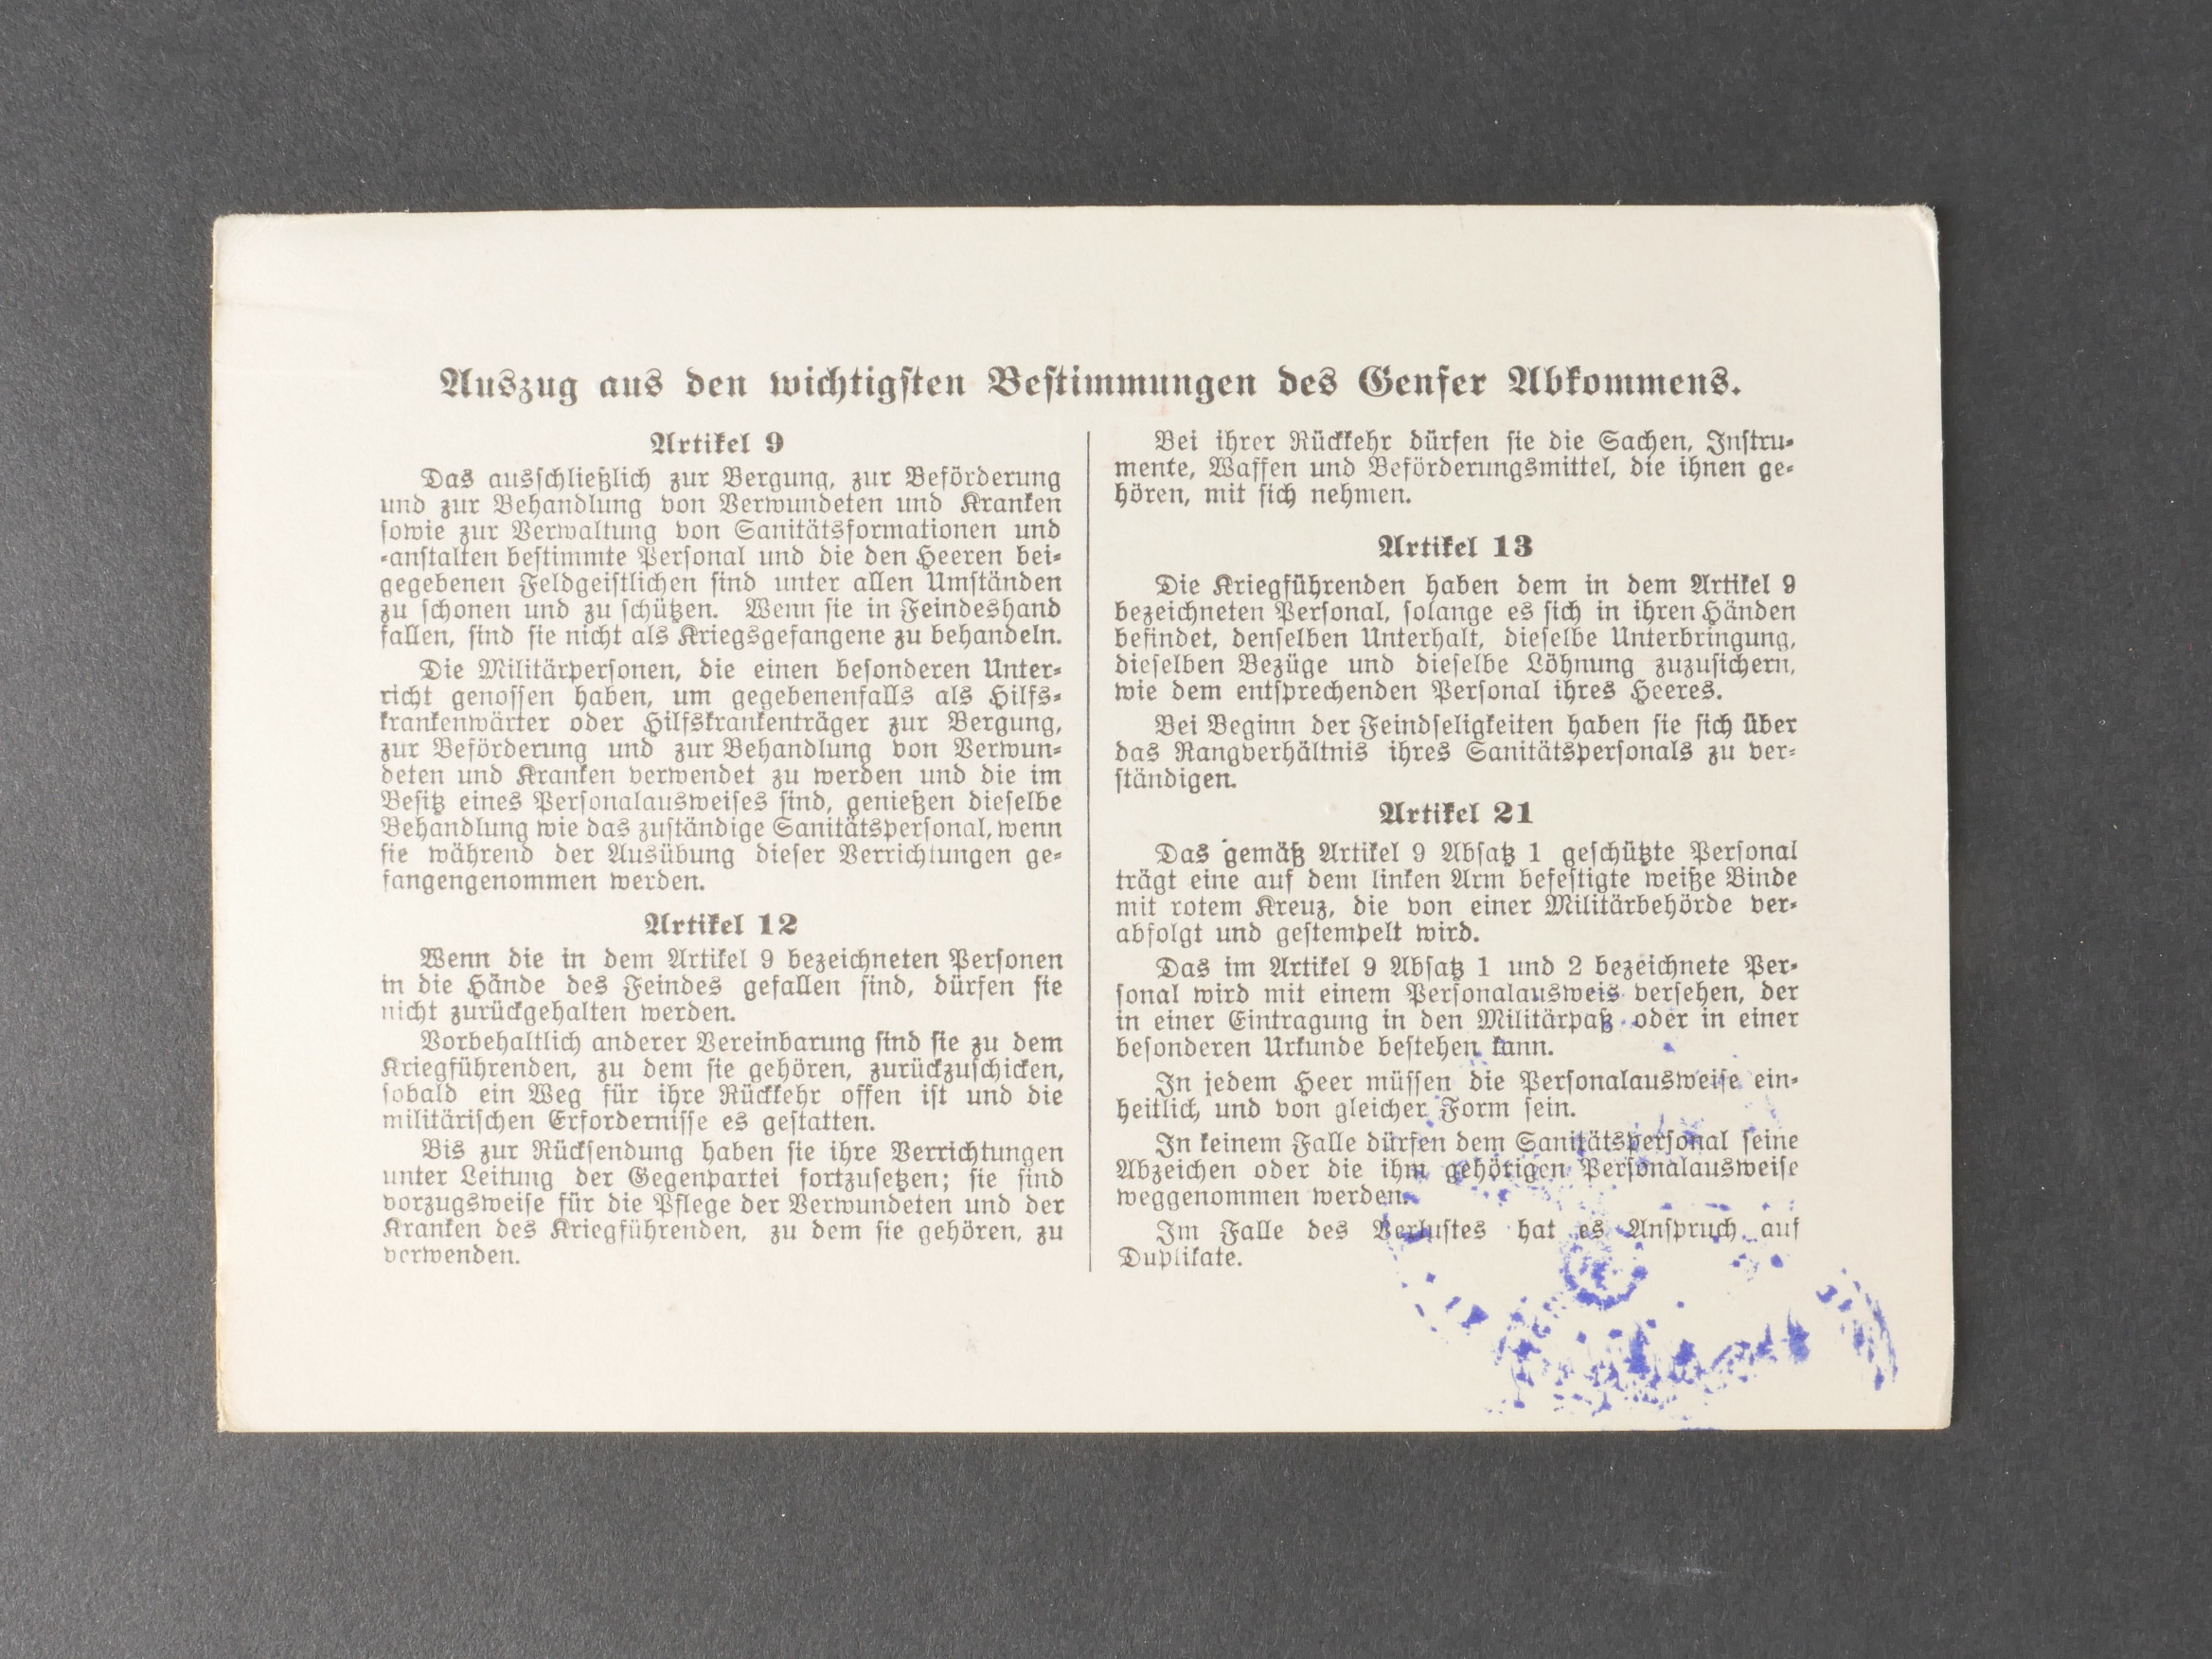 Auszug aus den wichtigsten Bestimmungen des Genfer Abkommens.
Artikel 9
Das ausschließlich zur Bergung, zur Beförderung
und zur Behandlung von Verwundeten und Kranken
sowie zur Verwaltung von Sanitätsformationen und
-anstalten bestimmte Personal und die den Heeren bei-
gegebenen Feldgeistlichen sind unter allen Umständen
zu schonen und zu schützen. Wenn sie in Feindeshand
fallen, sind sie nicht als Kriegsgefangene zu behandeln.
Die Militärpersonen, die einen besonderen Unter-
richt genossen haben, um gegebenenfalls als Hilfs-
krankenwärter oder Hilfskrankenträger zur Bergung,
zur Beförderung und zur Behandlung von Verwun-
deten und Kranken verwendet zu werden und die im
Besitz eines Personalausweises sind, genießen dieselbe
Behandlung wie das zuständige Sanitätspersonal, wenn
sie während der Ausübung dieser Verrichtungen ge-
fangengenommen werden.
Artikel 12
Wenn die in dem Artikel 9 bezeichneten Personen
in die Hände des Feindes gefallen sind, dürfen sie
nicht zurückgehalten werden.
Vorbehaltlich anderer Vereinbarung sind sie zu dem
Kriegführenden, zu dem sie gehören, zurückzuschicken,
sobald ein Weg für ihre Rückkehr offen ist und die
militärischen Erfordernisse es gestatten.
Bis zur Rücksendung haben sie ihre Verrichtungen
unter Leitung der Gegenpartei fortzusetzen; sie sind
vorzugsweise für die Pflege der Verwundeten und der
Kranken des Kriegführenden, zu dem sie gehören, zu
verwenden.
Bei ihrer Rückkehr dürfen sie die Sachen, Instru-
mente, Waffen und Beförderungsmittel, die ihnen ge-
hören, mit sich nehmen.
Artikel 13
Die Kriegführenden haben dem in dem Artikel 9
bezeichneten Personal, solange es sich in ihren Händen
befindet, denselben Unterhalt, dieselbe Unterbringung,
dieselben Bezüge und dieselbe Löhnung zuzusichern,
wie dem entsprechenden Personal ihres Heeres.
Bei Beginn der Feindseligkeiten haben sie sich über
das Rangverhältnis ihres Sanitätspersonals zu ver-
ständigen.
Artikel 21
Das gemäß Artikel 9 Absatz 1 geschützte Personal
trägt eine auf dem linken Arm befestigte weiße Binde
mit rotem Kreuz, die von einer Militärbehörde ver-
abfolgt und gestempelt wird.
Das im Artikel 9 Absatz 1 und 2 bezeichnete Per-
sonal wird mit einem Personalausweis versehen, der
in einer Eintragung in den Militärpaß oder in einer
besonderen Urkunde bestehen kann.
In jedem Heer müssen die Personalausweise ein-
heitlich und von gleicher Form sein.
In keinem Falle dürfen dem Sanitätspersonal seine
Abzeichen oder die ihm gehörigen Personalausweise
weggenommen werden.
Im Falle des Verlustes hat es Anspruch auf
Duplikate.